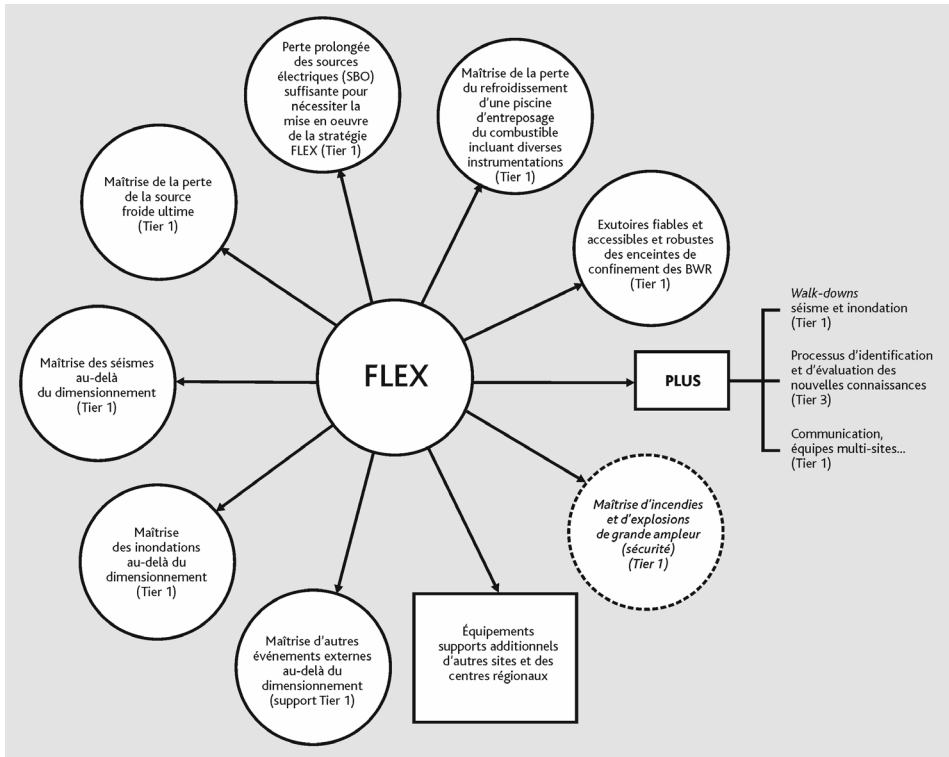 Perte prolongée
des sources
électriques (SBO)
suffisante pour
nécessiter la
mise en oeuvre
de la stratégie
FLEX (Tier 1)
Maîtrise de la perte
du refroidissement
d'une piscine
d'entreposage
du combustible
incluant diverses
instrumentations
(Tier 1)
Maîtrise de la perte
de la source
froide ultime
(Tier 1)
Exutoires fiables et
accessibles et robustes
des enceintes de
confinement des BWR
(Tier 1)
Maîtrise des séismes
au-delà
du dimensionnement
(Tier 1)
FLEX
PLUS
Walk-downs
séisme et inondation
(Tier 1)
Processus d'identification
et d'évaluation des
nouvelles connaissances
(Tier 3)
Communication,
équipes multi-sites...
(Tier 1)
Maîtrise
des inondations
au-delà du
dimensionnement
(Tier 1)
Maîtrise d'incendies
et d'explosions
de grande ampleur
(sécurité)
(Tier 1)
Maîtrise d'autres
événements externes
au-delà du
dimensionnement
(support Tier 1)
Équipements
supports additionnels
d'autres sites et des
centres régionaux